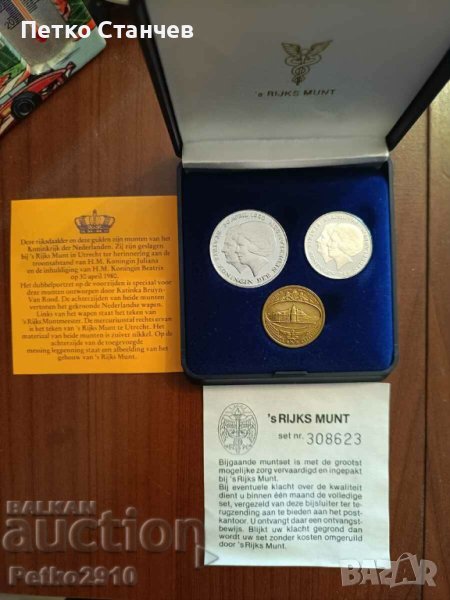 Петко Станчев
's RIJKS MUNT
Deze rijksdaalder en deze gulden zijn munten van het
Koninkrijk der Nederlanden. Zij zijn geslagen
bij 's Rijks Munt in Utrecht ter herinnering aan de
troonsafstand van H.M. Koningin Juliana
en de inhuldiging van H.M. Koningin Beatrix
op 30 april 1980.
Het dubbelportret op de voorzijden is speciaal voor
deze munten ontworpen door Katinka Bruyn-
Van Rood. De achterzijden van beide munten
vertonen het gekroonde Nederlandse wapen.
Links van het wapen staat het teken van
's Rijks Muntmeester. De mercuriusstaf rechts ervan
is het teken van 's Rijks Munt te Utrecht. Het
materiaal van beide munten is zuiver nikkel. Op de
achterzijde van de toegevoegde
messing legpenning staat een afbeelding van het
gebouw van 's Rijks Munt.
's RIJKS MUNT
set nr. 308623
Bijgaande muntset is met de grootst
mogelijke zorg vervaardigd en ingepakt
bij 's Rijks Munt.
Bij eventuele klacht over de kwaliteit
dient u binnen één maand de volledige
set, vergezeld van deze bijsluiter ter te-
rugzending aan te bieden aan het post-
kantoor. U ontvangt daar een ontvangst-
bewijs. Blijkt uw klacht gegrond dan
wordt uw set zonder kosten omgeruild
door 's Rijks Munt.
BALKAN
auction
Petko2910
BAZAR